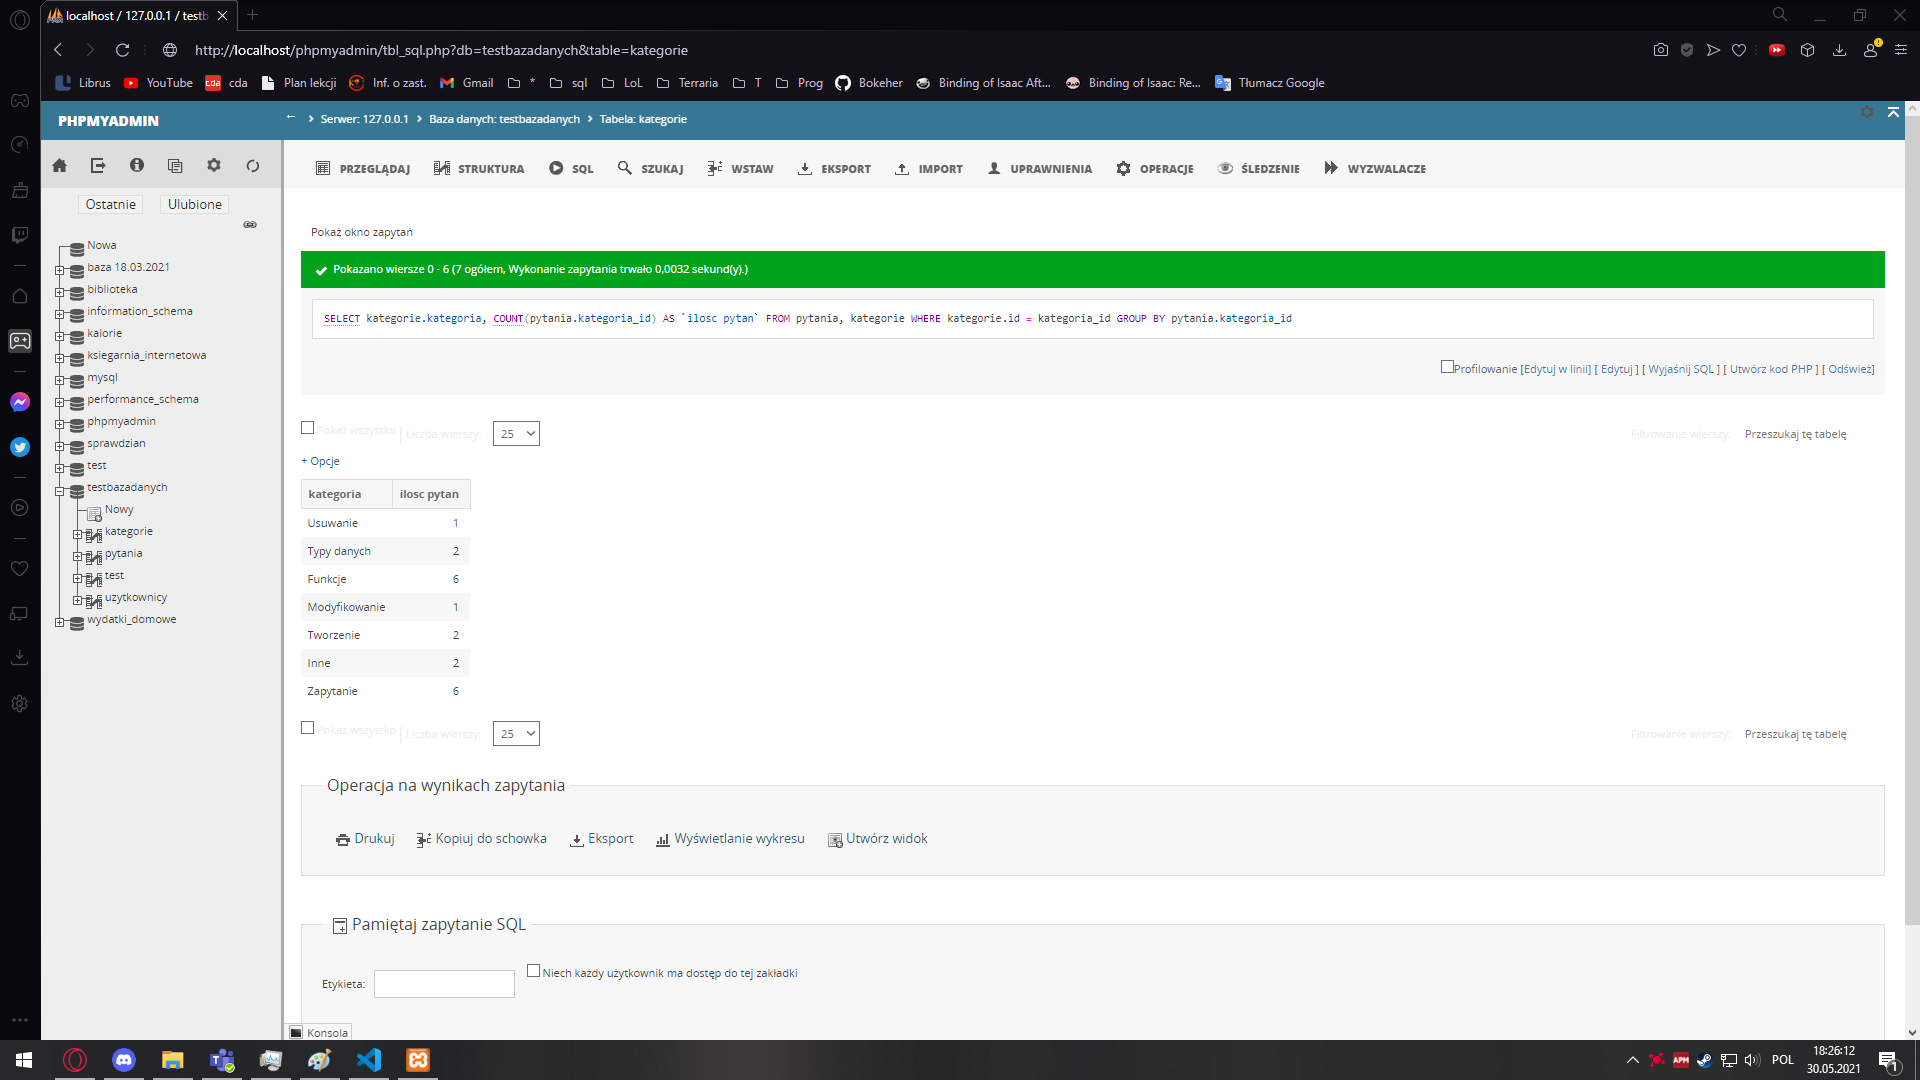 localhost / 127.0.0.1 / testb
http://localhost/phpmyadmin/tbl_sql.php?db=testbazadanych&table=kategorie
Librus YouTube cda Plan lekcji Inf. o zast. Gmail * sql LoL Terraria T Prog Bokeher Binding of Isaac Aft... Binding of Isaac: Re... Tłumacz Google
PHPMYADMIN
Serwer: 127.0.0.1 Baza danych: testbazadanych Tabela: kategorie
PRZEGLĄDAJ STRUKTURA SQL SZUKAJ WSTAW EKSPORT IMPORT UPRAWNIENIA OPERACJE ŚLEDZENIE WYZWALACZE
Ostatnie Ulubione
Nowa
baza 18.03.2021
biblioteka
information_schema
kalorie
ksiegarnia_internetowa
mysql
performance_schema
phpmyadmin
sprawdzian
test
testbazadanych
Nowy
kategorie
pytania
test
uzytkownicy
wydatki_domowe
Pokaż okno zapytań
Pokazano wiersze 0 - 6 (7 ogółem, Wykonanie zapytania trwało 0,0032 sekund(y).)
SELECT kategorie.kategoria, COUNT(pytania.kategoria_id) AS `ilosc pytan` FROM pytania, kategorie WHERE kategorie.id = kategoria_id GROUP BY pytania.kategoria_id
Profilowanie [Edytuj w linii] [ Edytuj ] [ Wyjaśnij SQL ] [ Utwórz kod PHP ] [ Odśwież]
Pokaż wszystko | Liczba wierszy: 25 Filtrowanie wierszy: Przeszukaj tę tabelę
+ Opcje
kategoria ilosc pytan
Usuwanie 1
Typy danych 2
Funkcje 6
Modyfikowanie 1
Tworzenie 2
Inne 2
Zapytanie 6
Pokaż wszystko | Liczba wierszy: 25 Filtrowanie wierszy: Przeszukaj tę tabelę
Operacja na wynikach zapytania
Drukuj Kopiuj do schowka Eksport Wyświetlanie wykresu Utwórz widok
Pamiętaj zapytanie SQL
Etykieta: Niech każdy użytkownik ma dostęp do tej zakładki
Konsola
APM POL 18:26:12
30.05.2021
1